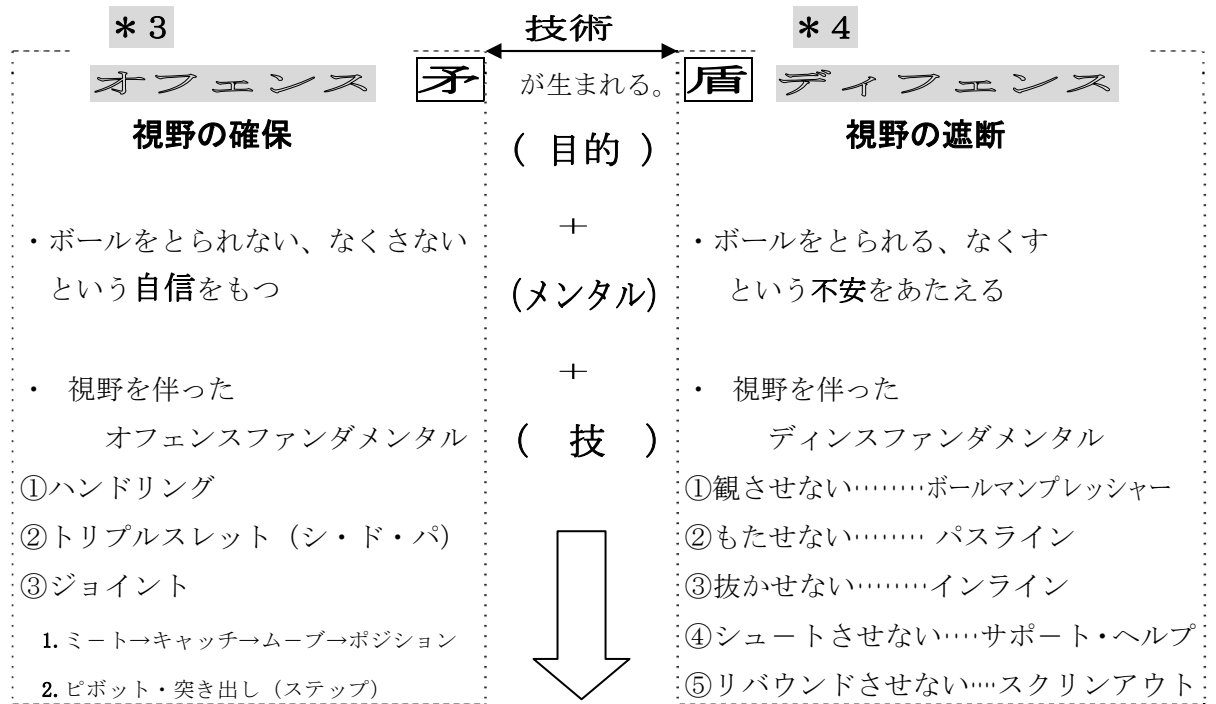 ＊3
オフェンス 矛
視野の確保
・ボールをとられない、なくさない
という自信をもつ
・ 視野を伴った
オフェンスファンダメンタル
①ハンドリング
②トリプルスレット（シ・ド・パ）
③ジョイント
1. ミート→キャッチ→ムーブ→ポジション
2. ピボット・突き出し（ステップ）
技術
が生まれる。
( 目的 )
＋
(メンタル)
＋
( 技 )
＊4
盾 ディフェンス
視野の遮断
・ボールをとられる、なくす
という不安をあたえる
・ 視野を伴った
ディンスファンダメンタル
①観させない………ボールマンプレッシャー
②もたせない……… パスライン
③抜かせない………インライン
④シュートさせない…‥サポート・ヘルプ
⑤リバウンドさせない…‥スクリンアウト